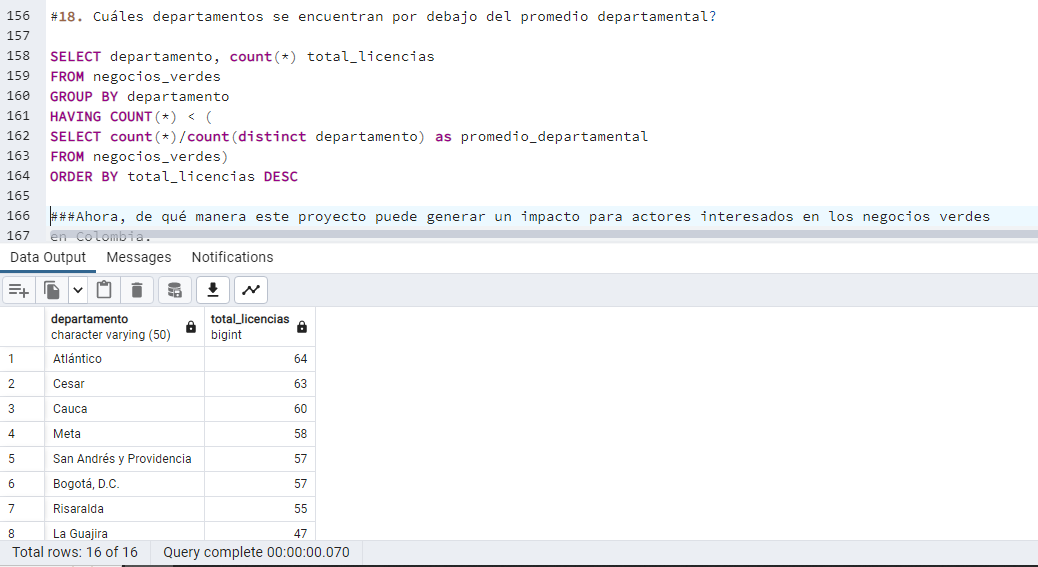 156 #18. Cuáles departamentos se encuentran por debajo del promedio departamental?
157
158 SELECT departamento, count(*) total_licencias
159 FROM negocios_verdes
160 GROUP BY departamento
161 HAVING COUNT(*) < (
162 SELECT count(*)/count(distinct departamento) as promedio_departamental
163 FROM negocios_verdes)
164 ORDER BY total_licencias DESC
165
166 ###Ahora, de qué manera este proyecto puede generar un impacto para actores interesados en los negocios verdes
167 en Colombia.
Data Output Messages Notifications
departamento total_licencias
character varying (50) bigint
1 Atlántico 64
2 Cesar 63
3 Cauca 60
4 Meta 58
5 San Andrés y Providencia 57
6 Bogotá, D.C. 57
7 Risaralda 55
8 La Guajira 47
Total rows: 16 of 16 Query complete 00:00:00.070